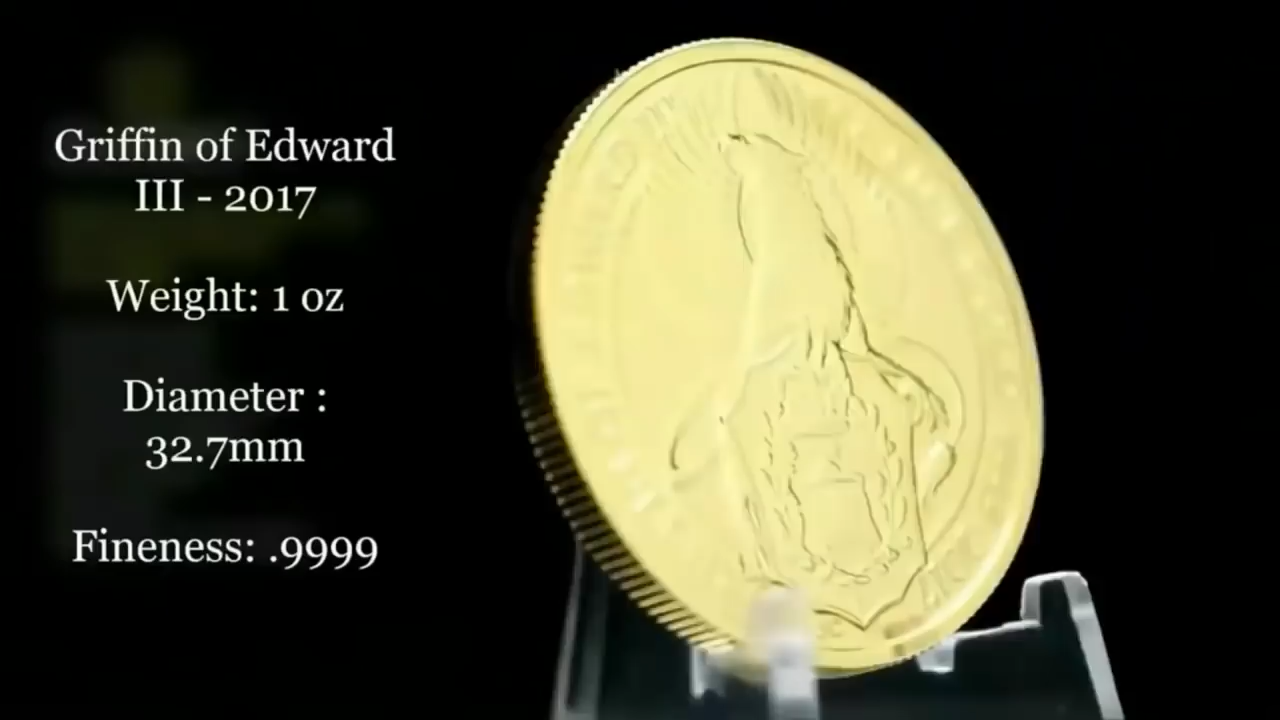 Griffin of Edward
III - 2017
Weight: 1 oz
Diameter :
32.7mm
Fineness: .9999